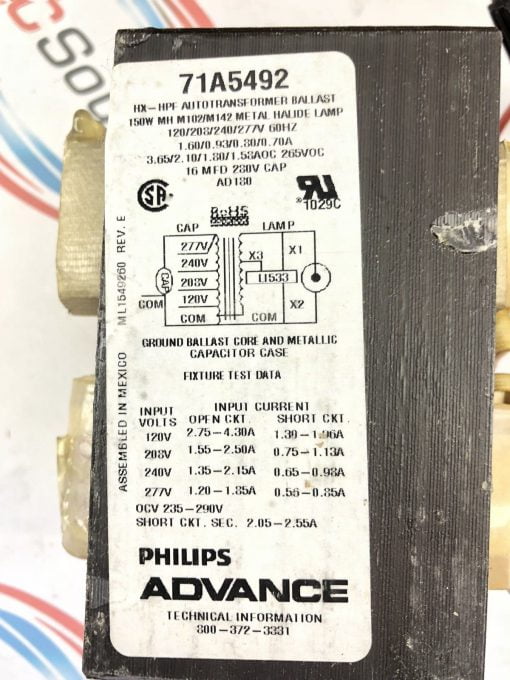 71A5492
HX-HPF AUTOTRANSFORMER BALLAST
150W MH M102/M142 METAL HALIDE LAMP
120/208/240/277V 60HZ
1.60/0.93/0.80/0.70A
3.65/2.10/1.80/1.58AOC 265VOC
16 MFD 280V CAP
AD180
SA
RU
1029C
RoHS
CAP LAMP
277V X1
240V X3
CAP 208V LI533
COM 120V X2
COM COM
GROUND BALLAST CORE AND METALLIC
CAPACITOR CASE
FIXTURE TEST DATA
INPUT INPUT CURRENT
VOLTS OPEN CKT. SHORT CKT.
120V 2.75-4.30A 1.30-1.96A
208V 1.55-2.50A 0.75-1.13A
240V 1.35-2.15A 0.65-0.98A
277V 1.20-1.85A 0.56-0.85A
OCV 235-290V
SHORT CKT. SEC. 2.05-2.55A
ASSEMBLED IN MEXICO ML1549260 REV. E
PHILIPS
ADVANCE
TECHNICAL INFORMATION
800-372-3331